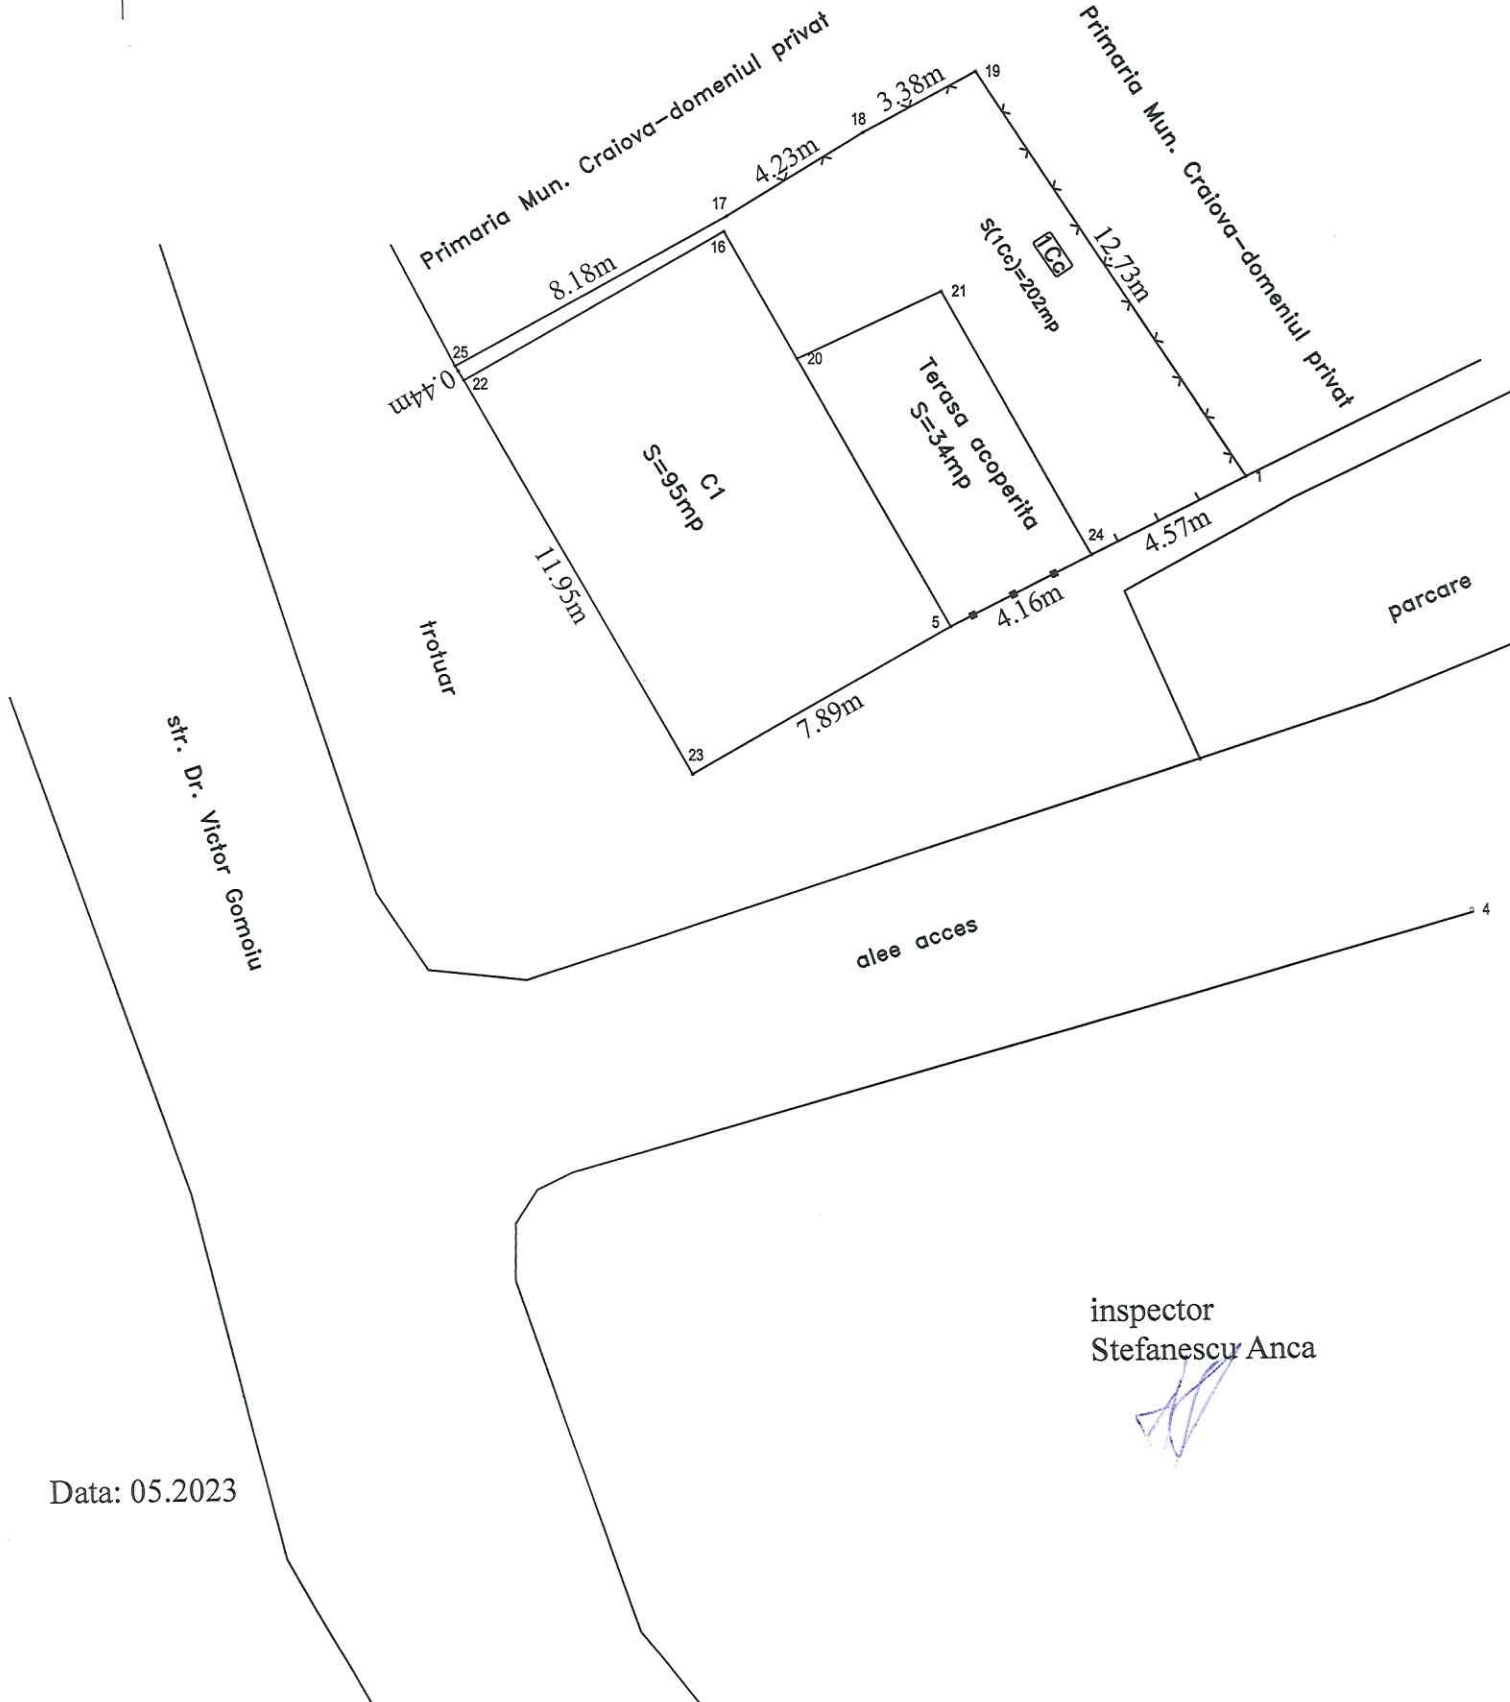 Primaria Mun. Craiova-domeniul privat
Primaria Mun. Craiova-domeniul privat
19
3.38m
18
4.23m
17
16
8.18m
25
22
0.44m
1Cc
S(1Cc)=202mp
12.73m
21
20
Terasa acoperita
S=34mp
C1
S=95mp
11.95m
24
4.57m
4.16m
5
7.89m
23
parcare
trotuar
str. Dr. Victor Gomoiu
alee acces
4
inspector
Stefanescu Anca
Data: 05.2023